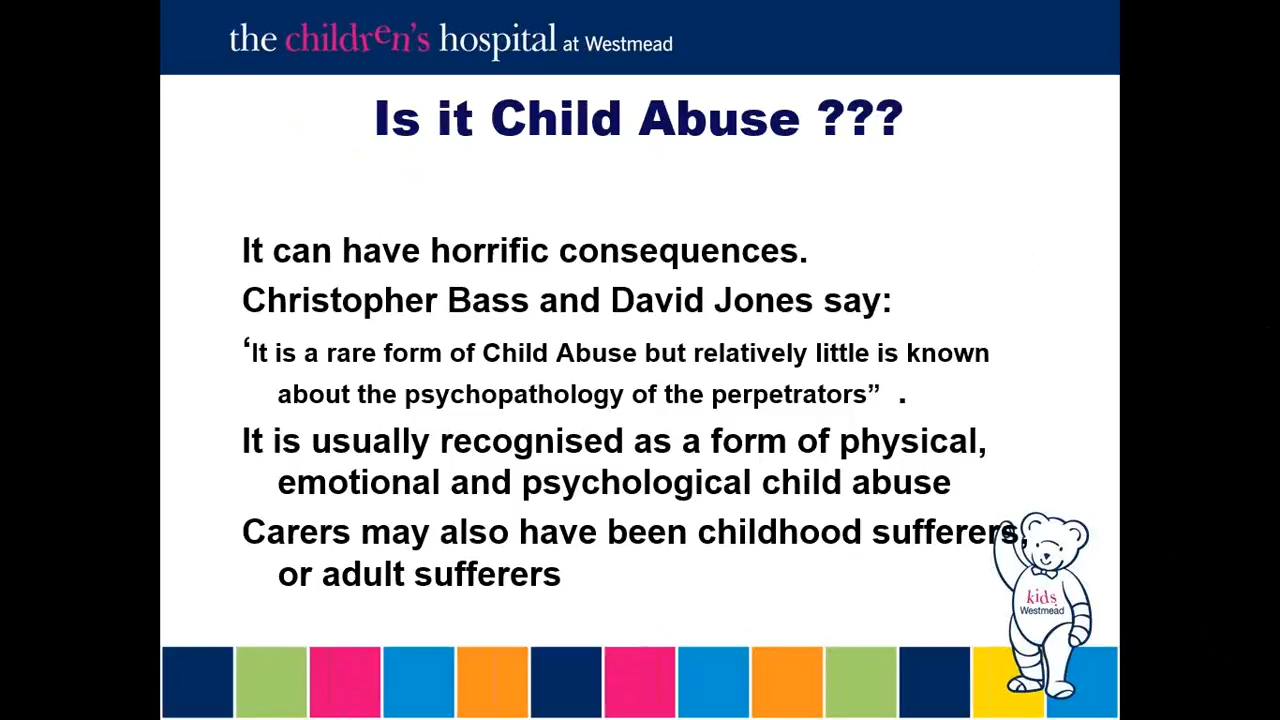 the children's hospital at Westmead
Is it Child Abuse ???
It can have horrific consequences.
Christopher Bass and David Jones say:
‘It is a rare form of Child Abuse but relatively little is known
about the psychopathology of the perpetrators” .
It is usually recognised as a form of physical,
emotional and psychological child abuse
Carers may also have been childhood sufferers,
or adult sufferers
kids
Westmead